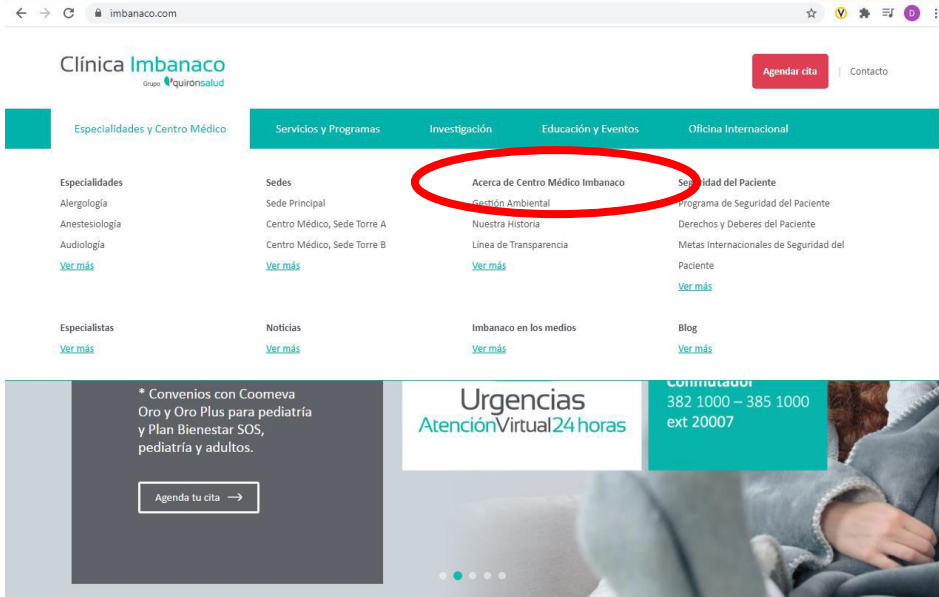 imbanaco.com
Clínica Imbanaco
Grupo quirónsalud
Agendar cita
Contacto
Especialidades y Centro Médico
Servicios y Programas
Investigación
Educación y Eventos
Oficina Internacional
Especialidades
Alergología
Anestesiología
Audiología
Ver más
Sedes
Sede Principal
Centro Médico, Sede Torre A
Centro Médico, Sede Torre B
Ver más
Acerca de Centro Médico Imbanaco
Gestión Ambiental
Nuestra Historia
Línea de Transparencia
Ver más
Seguridad del Paciente
Programa de Seguridad del Paciente
Derechos y Deberes del Paciente
Metas Internacionales de Seguridad del
Paciente
Ver más
Especialistas
Ver más
Noticias
Ver más
Imbanaco en los medios
Ver más
Blog
Ver más
* Convenios con Coomeva
Oro y Oro Plus para pediatría
y Plan Bienestar SOS,
pediatría y adultos.
Agenda tu cita
Urgencias
Atención Virtual 24 horas
Conmutador
382 1000 – 385 1000
ext 20007
V
D